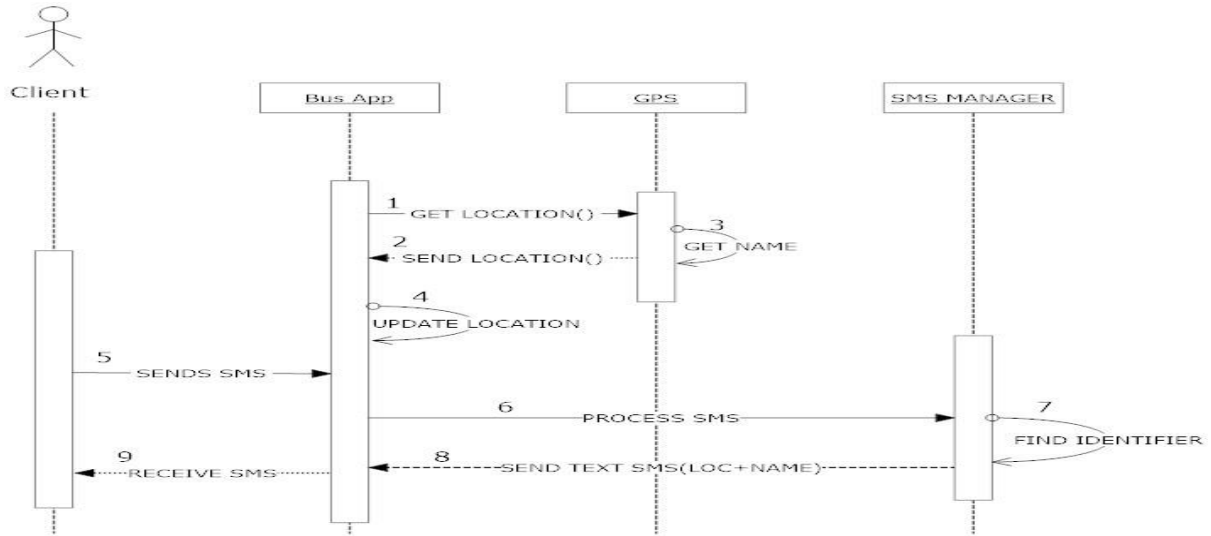 Client
Bus App
GPS
SMS MANAGER
1
GET LOCATION()
3
GET NAME
2
SEND LOCATION()
4
UPDATE LOCATION
5
SENDS SMS
6
PROCESS SMS
7
FIND IDENTIFIER
8
SEND TEXT SMS(LOC+NAME)
9
RECEIVE SMS